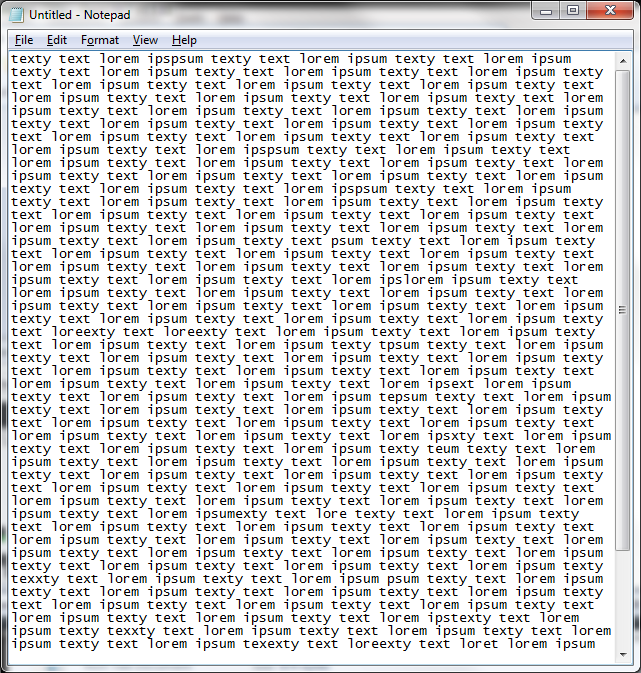 Untitled - Notepad
File Edit Format View Help
texty text lorem ipspsum texty text lorem ipsum texty text lorem ipsum
texty text lorem ipsum texty text lorem ipsum texty text lorem ipsum texty
text lorem ipsum texty text lorem ipsum texty text lorem ipsum texty text
lorem ipsum texty text lorem ipsum texty text lorem ipsum texty text lorem
ipsum texty text lorem ipsum texty text lorem ipsum texty text lorem ipsum
texty text lorem ipsum texty text lorem ipsum texty text lorem ipsum texty
text lorem ipsum texty text lorem ipsum texty text lorem ipsum texty text
lorem ipsum texty text lorem ipspsum texty text lorem ipsum texty text
lorem ipsum texty text lorem ipsum texty text lorem ipsum texty text lorem
ipsum texty text lorem ipsum texty text lorem ipsum texty text lorem ipsum
texty text lorem ipsum texty text lorem ipspsum texty text lorem ipsum
texty text lorem ipsum texty text lorem ipsum texty text lorem ipsum texty
text lorem ipsum texty text lorem ipsum texty text lorem ipsum texty text
lorem ipsum texty text lorem ipsum texty text lorem ipsum texty text lorem
ipsum texty text lorem ipsum texty text psum texty text lorem ipsum texty
text lorem ipsum texty text lorem ipsum texty text lorem ipsum texty text
lorem ipsum texty text lorem ipsum texty text lorem ipsum texty text lorem
ipsum texty text lorem ipsum texty text lorem ipslorem ipsum texty text
lorem ipsum texty text lorem ipsum texty text lorem ipsum texty text lorem
ipsum texty text lorem ipsum texty text lorem ipsum texty text lorem ipsum
texty text lorem ipsum texty text lorem ipsum texty text lorem ipsum texty
text loreexty text loreexty text lorem ipsum texty text lorem ipsum texty
text lorem ipsum texty text lorem ipsum texty tpsum texty text lorem ipsum
texty text lorem ipsum texty text lorem ipsum texty text lorem ipsum texty
text lorem ipsum texty text lorem ipsum texty text lorem ipsum texty text
lorem ipsum texty text lorem ipsum texty text lorem ipsext lorem ipsum
texty text lorem ipsum texty text lorem ipsum tepsum texty text lorem ipsum
texty text lorem ipsum texty text lorem ipsum texty text lorem ipsum texty
text lorem ipsum texty text lorem ipsum texty text lorem ipsum texty text
lorem ipsum texty text lorem ipsum texty text lorem ipsxty text lorem ipsum
texty text lorem ipsum texty text lorem ipsum texty teum texty text lorem
ipsum texty text lorem ipsum texty text lorem ipsum texty text lorem ipsum
texty text lorem ipsum texty text lorem ipsum texty text lorem ipsum texty
text lorem ipsum texty text lorem ipsum texty text lorem ipsum texty text
lorem ipsum texty text lorem ipsum texty text lorem ipsum texty text lorem
ipsum texty text lorem ipsumexty text lore texty text lorem ipsum texty
text lorem ipsum texty text lorem ipsum texty text lorem ipsum texty text
lorem ipsum texty text lorem ipsum texty text lorem ipsum texty text lorem
ipsum texty text lorem ipsum texty text lorem ipsum texty text lorem ipsum
texty text lorem ipsum texty text lorem ipsum texty text lorem ipsum texty
texxty text lorem ipsum texty text lorem ipsum psum texty text lorem ipsum
texty text lorem ipsum texty text lorem ipsum texty text lorem ipsum texty
text lorem ipsum texty text lorem ipsum texty text lorem ipsum texty text
lorem ipsum texty text lorem ipsum texty text lorem ipstexty text lorem
ipsum texty texxty text lorem ipsum texty text lorem ipsum texty text lorem
ipsum texty text lorem ipsum texexty text loreexty text loret lorem ipsum